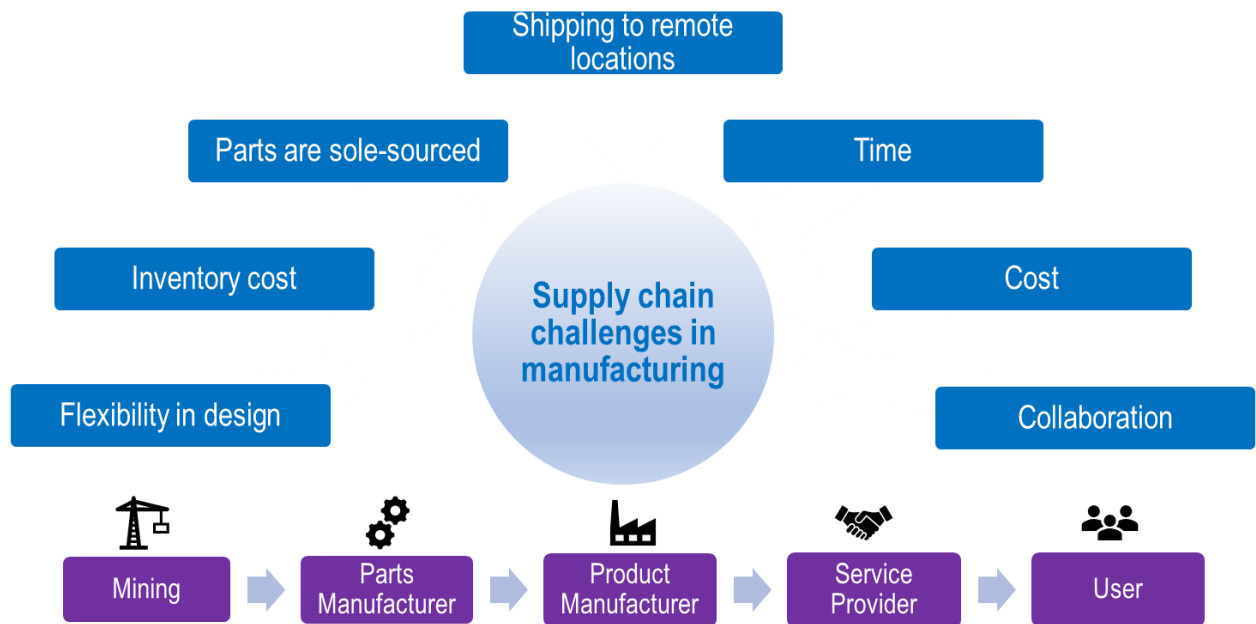 Shipping to remote
locations
Parts are sole-sourced
Time
Inventory cost
Cost
Supply chain
challenges in
manufacturing
Flexibility in design
Collaboration
Mining
Parts
Manufacturer
Product
Manufacturer
Service
Provider
User